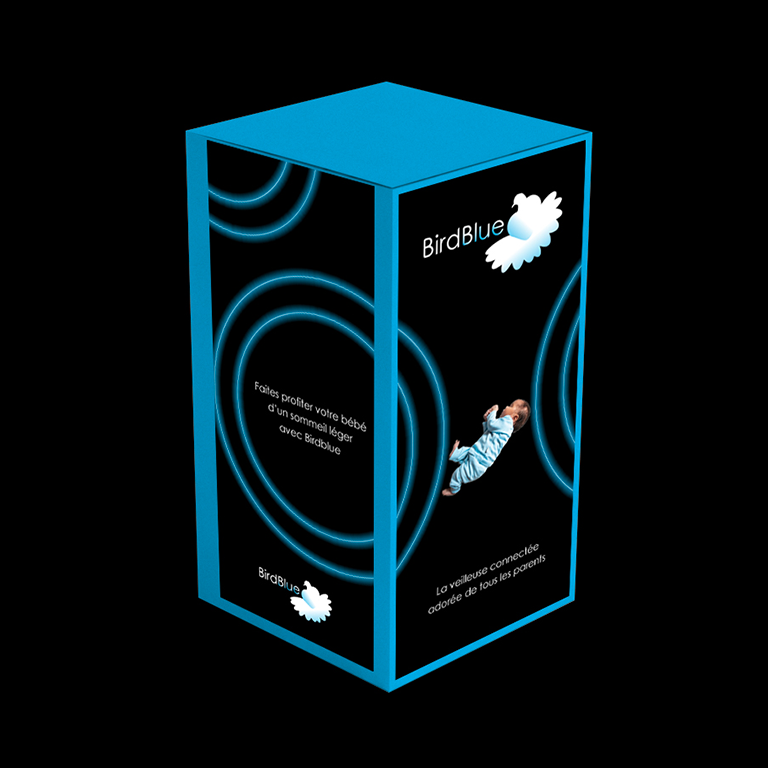 BirdBlue
Faites profiter votre bébé
d'un sommeil léger
avec Birdblue
BirdBlue
La veilleuse connectée
adorée de tous les parents